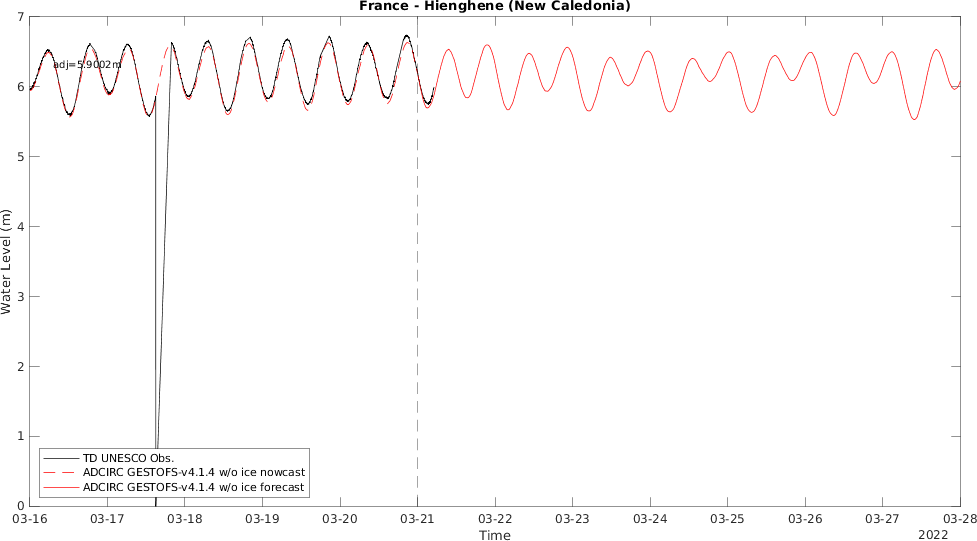 France - Hienghene (New Caledonia)
7
6
5
4
3
2
1
0
Water Level (m)
adj=5.9002m
TD UNESCO Obs.
ADCIRC GESTOFS-v4.1.4 w/o ice nowcast
ADCIRC GESTOFS-v4.1.4 w/o ice forecast
03-16 03-17 03-18 03-19 03-20 03-21 03-22 03-23 03-24 03-25 03-26 03-27 03-28
Time
2022